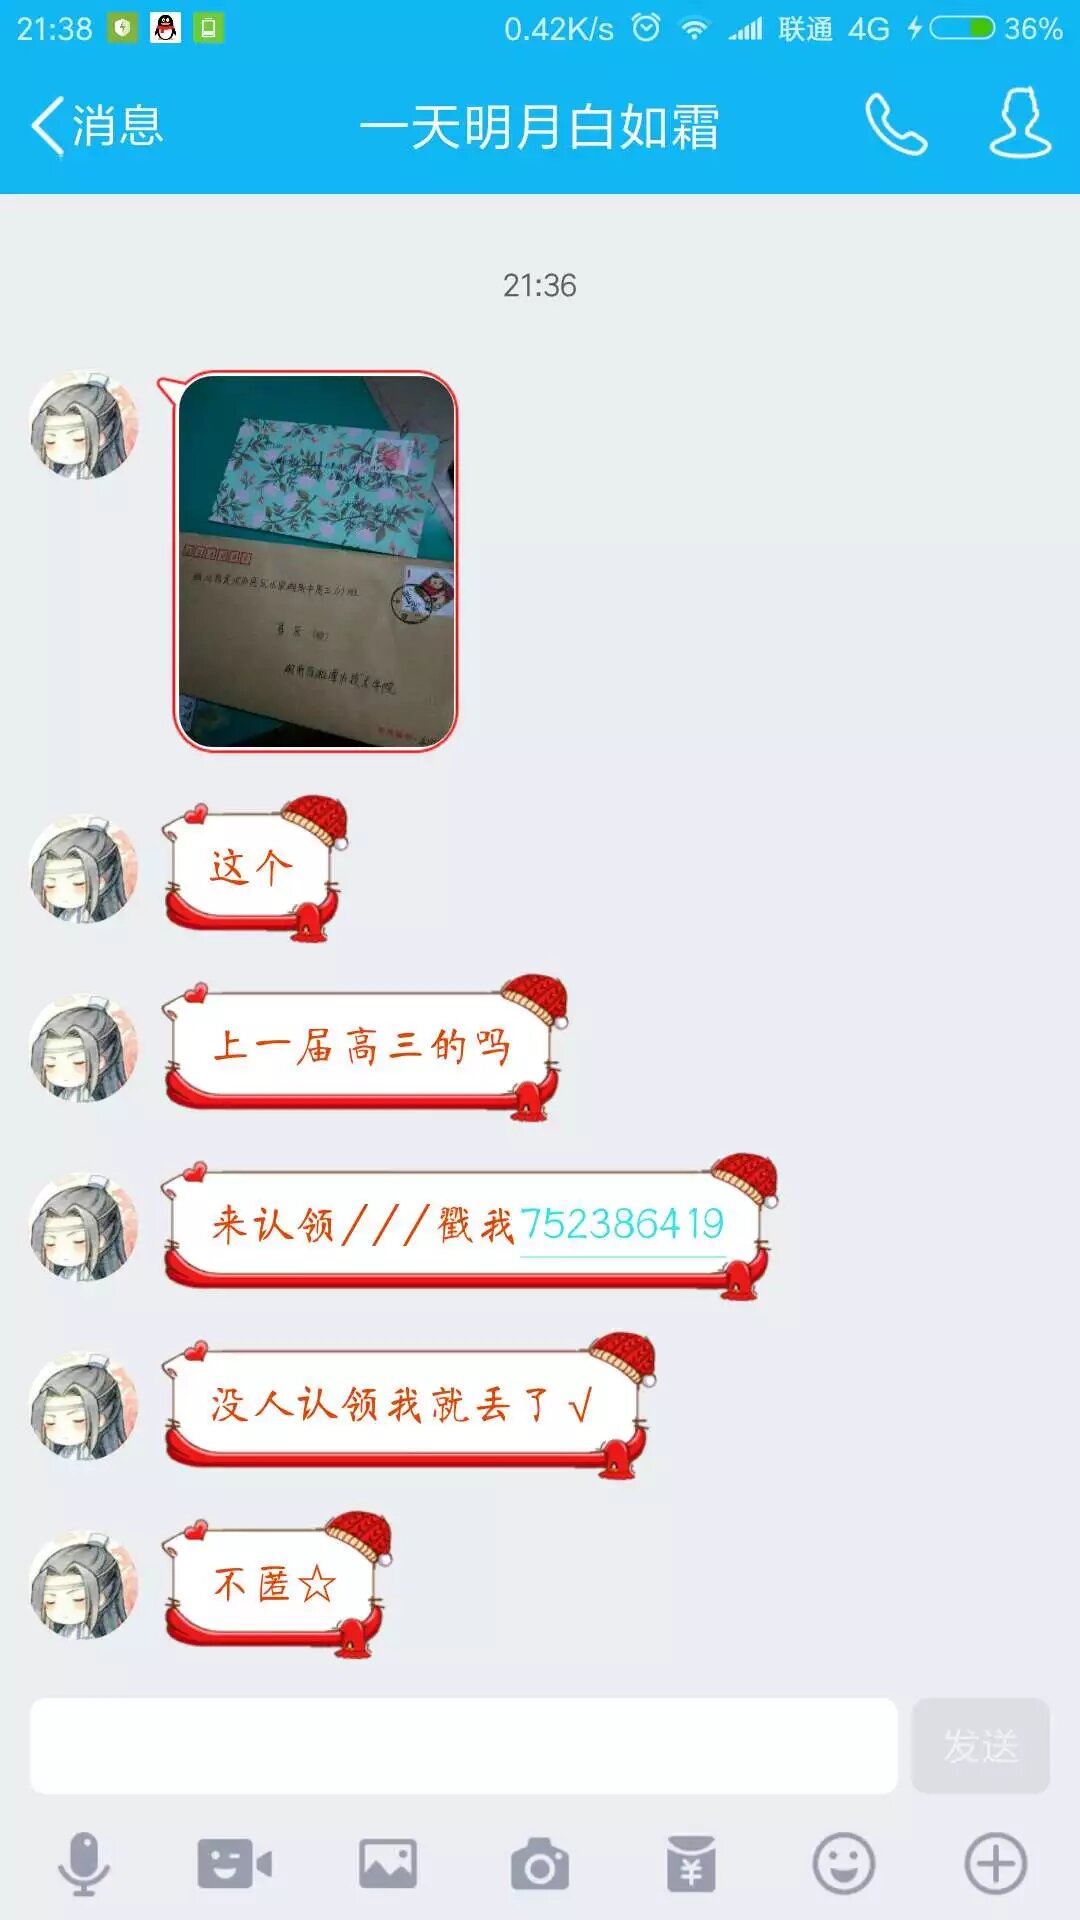 21:38
0.42K/s 联通 4G 36%
消息
一天明月白如霜
21:36
这个
上一届高三的吗
来认领///戳我752386419
没人认领我就丢了√
不匿☆
发送